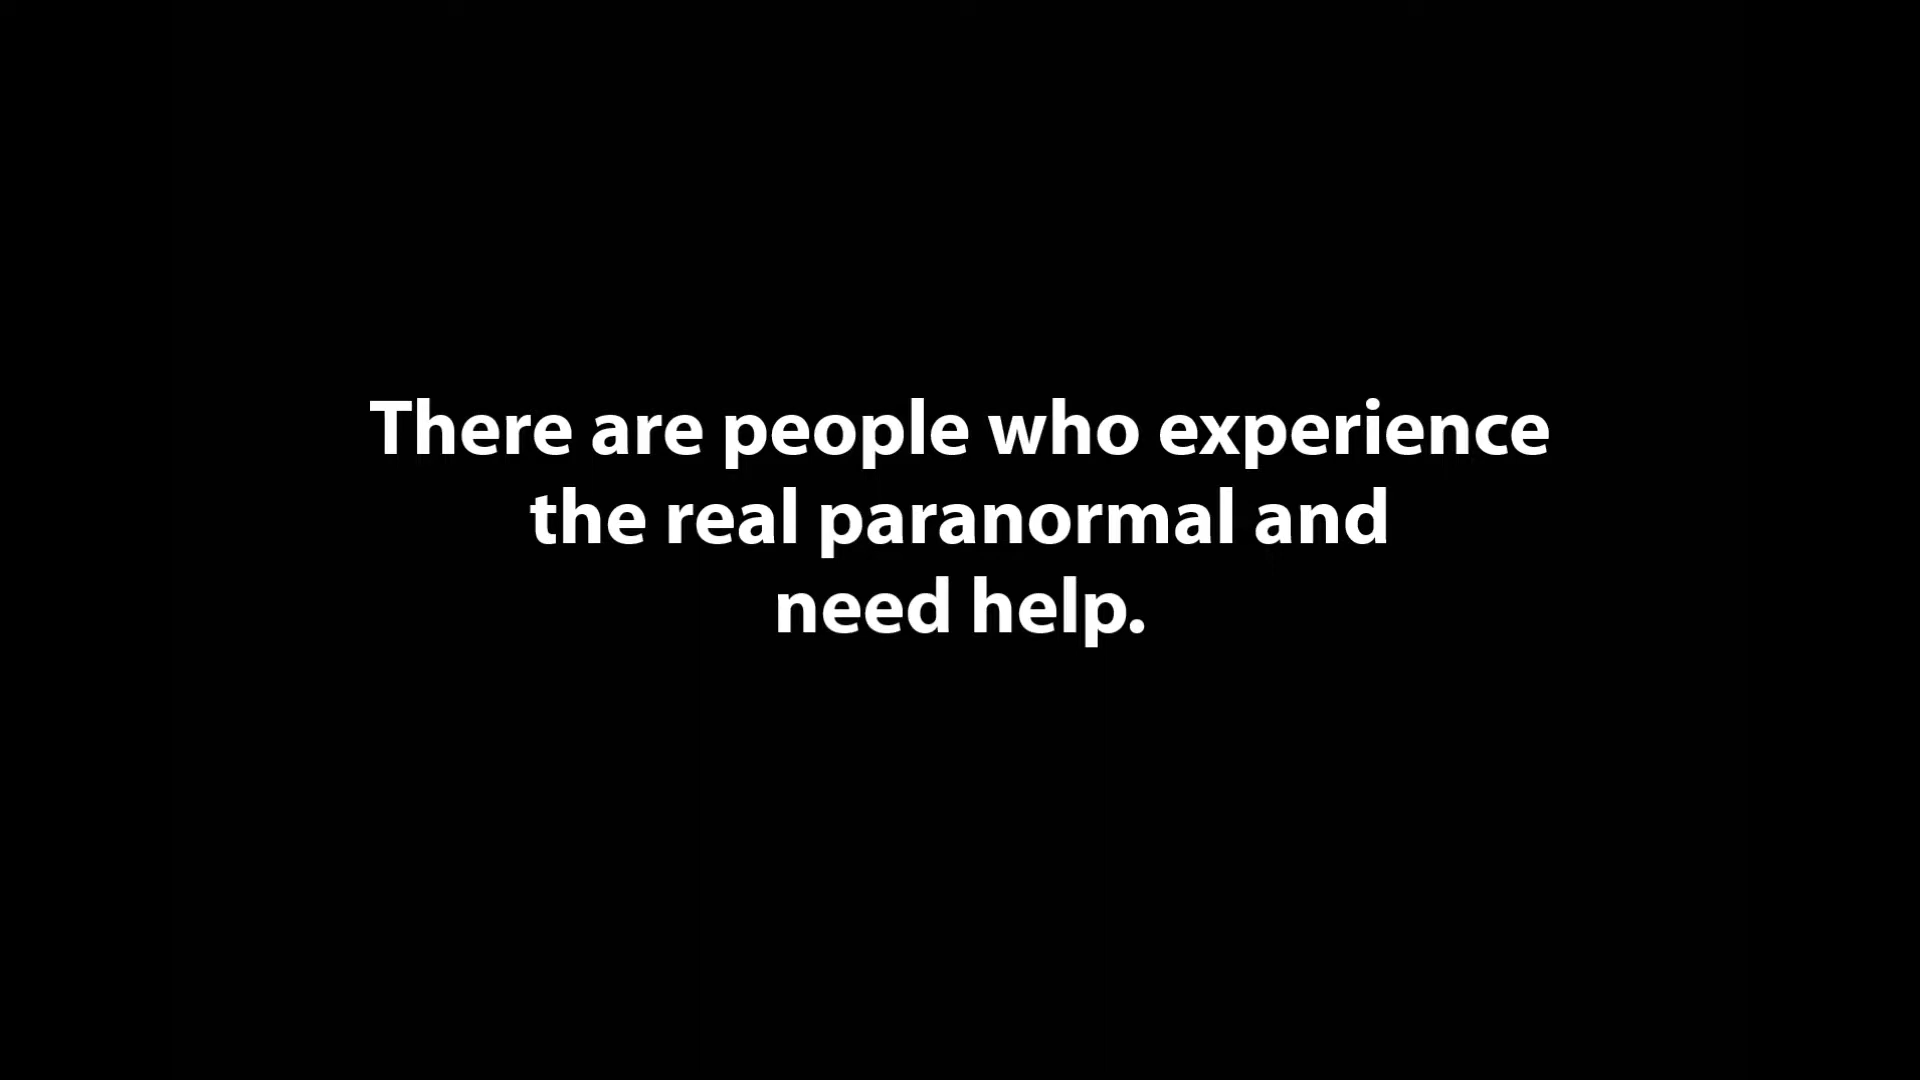 There are people who experience
the real paranormal and
need help.